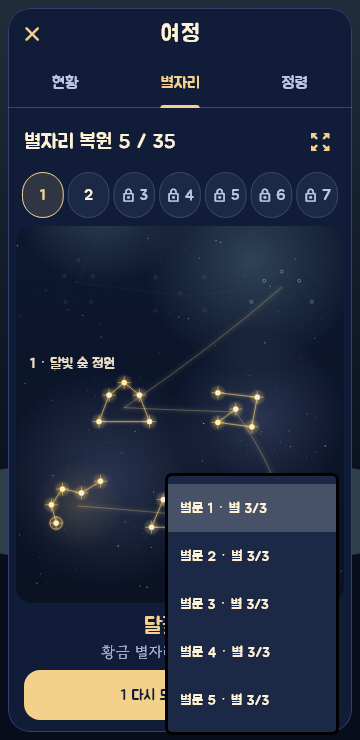 여정
현황
별자리
정령
별자리 복원 5 / 35
1
2
3
4
5
6
7
1 · 달빛 숲 정원
별문 1 · 별 3/3
별문 2 · 별 3/3
별문 3 · 별 3/3
별문 4 · 별 3/3
별문 5 · 별 3/3
황금 별자
1 다시